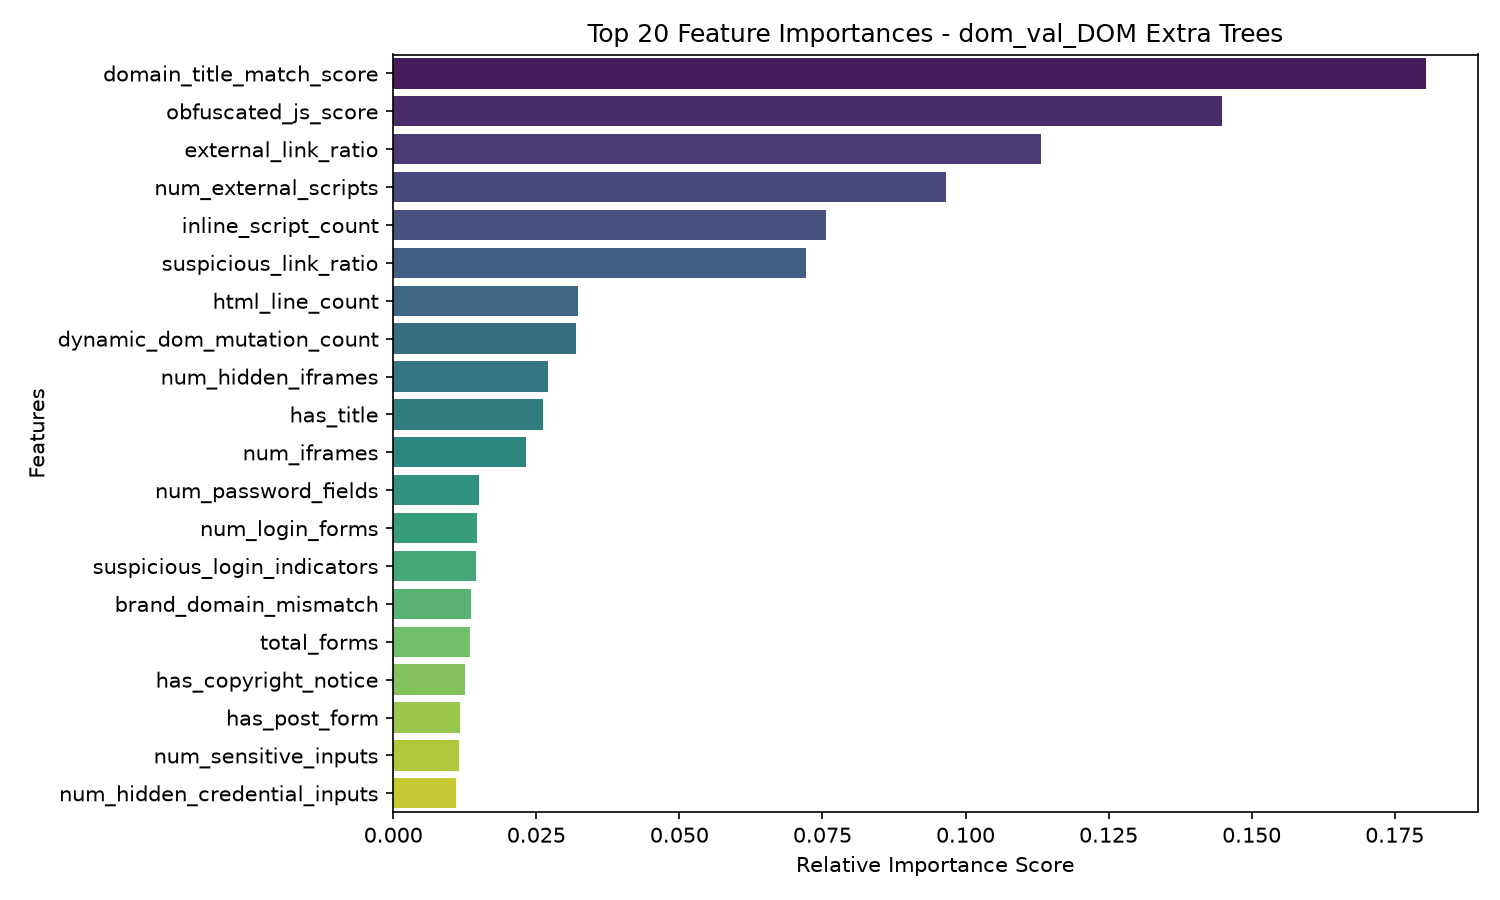 Top 20 Feature Importances - dom_val_DOM Extra Trees
domain_title_match_score
obfuscated_js_score
external_link_ratio
num_external_scripts
inline_script_count
suspicious_link_ratio
html_line_count
dynamic_dom_mutation_count
num_hidden_iframes
has_title
num_iframes
num_password_fields
num_login_forms
suspicious_login_indicators
brand_domain_mismatch
total_forms
has_copyright_notice
has_post_form
num_sensitive_inputs
num_hidden_credential_inputs
Features
0.000 0.025 0.050 0.075 0.100 0.125 0.150 0.175
Relative Importance Score